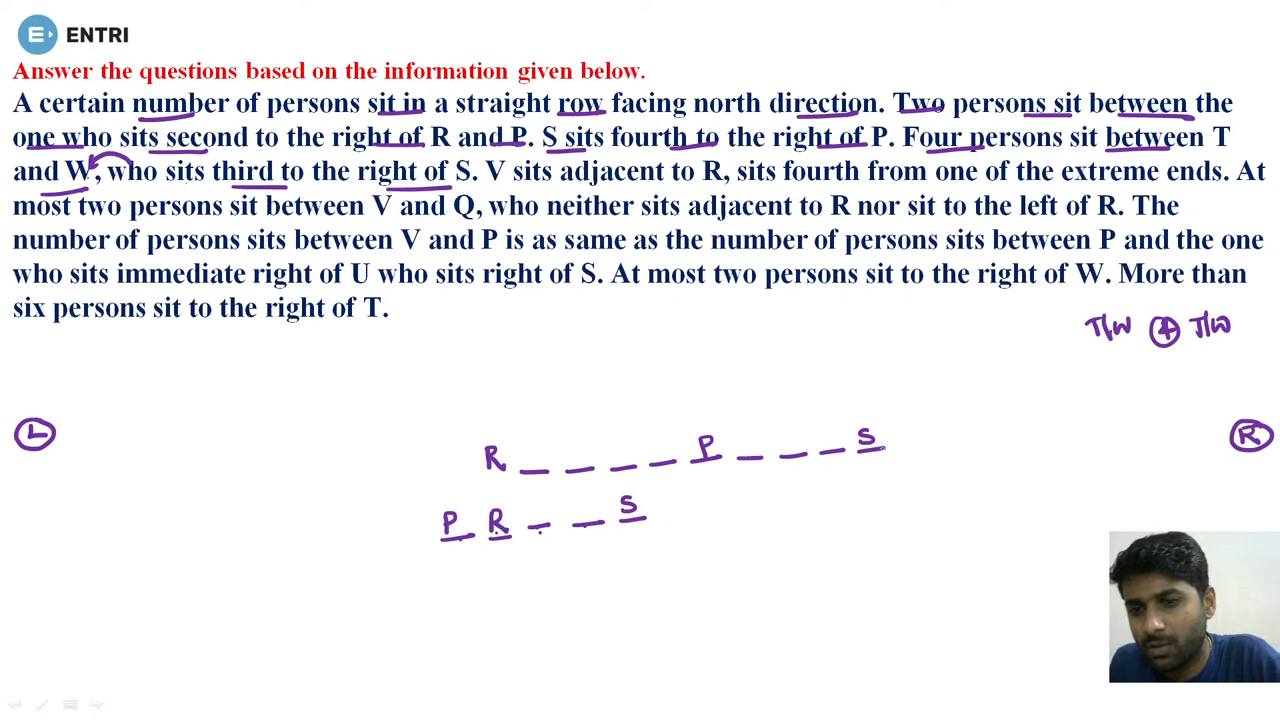 ENTRI
Answer the questions based on the information given below.
A certain number of persons sit in a straight row facing north direction. Two persons sit between the
one who sits second to the right of R and P. S sits fourth to the right of P. Four persons sit between T
and W, who sits third to the right of S. V sits adjacent to R, sits fourth from one of the extreme ends. At
most two persons sit between V and Q, who neither sits adjacent to R nor sit to the left of R. The
number of persons sits between V and P is as same as the number of persons sits between P and the one
who sits immediate right of U who sits right of S. At most two persons sit to the right of W. More than
six persons sit to the right of T.
T/W 4 T/W
L R
R _ _ _ _ P _ _ _ S
P R _ _ S